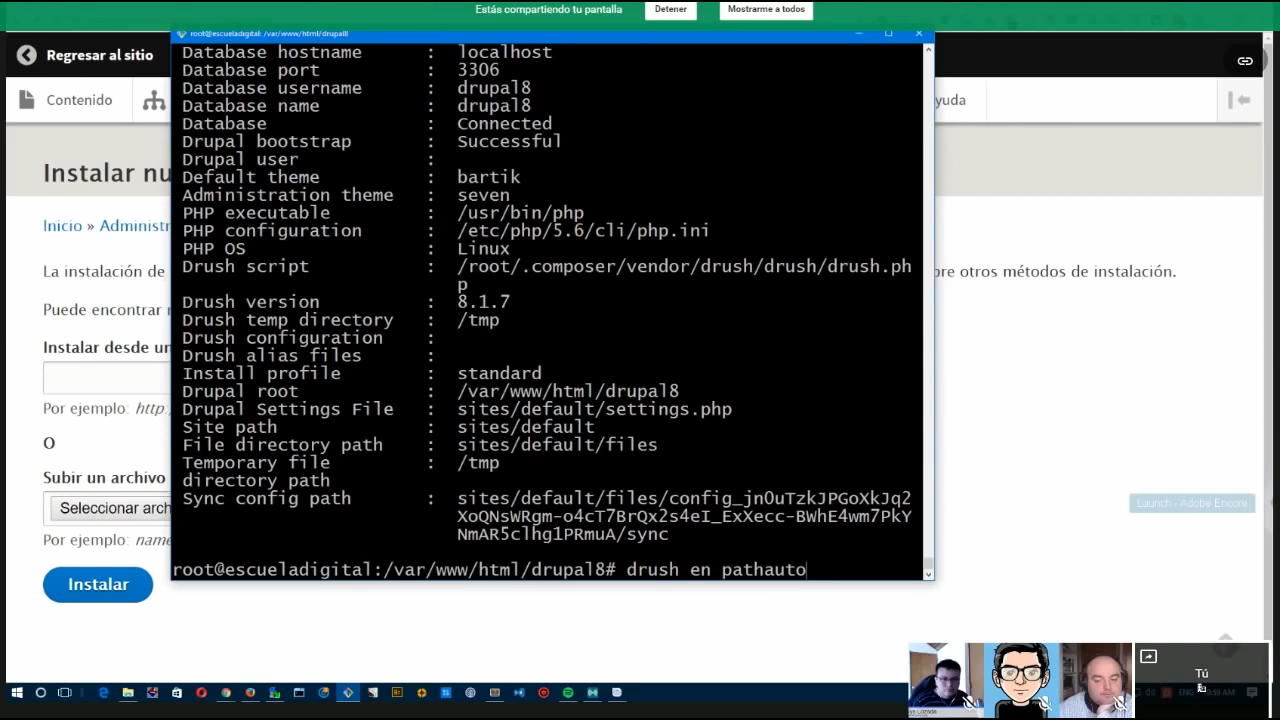 Estás compartiendo tu pantalla
Detener
Mostrarme a todos
root@escueladigital: /var/www/html/drupal8
Regresar al sitio
Contenido
yuda
Instalar nu
Inicio » Administr
La instalación de
bre otros métodos de instalación.
Puede encontrar
Instalar desde un
Por ejemplo: http:
O
Subir un archivo
Seleccionar arch
Por ejemplo: name
Instalar
Database hostname : localhost
Database port : 3306
Database username : drupal8
Database name : drupal8
Database : Connected
Drupal bootstrap : Successful
Drupal user :
Default theme : bartik
Administration theme : seven
PHP executable : /usr/bin/php
PHP configuration : /etc/php/5.6/cli/php.ini
PHP OS : Linux
Drush script : /root/.composer/vendor/drush/drush/drush.ph
p
Drush version : 8.1.7
Drush temp directory : /tmp
Drush configuration :
Drush alias files :
Install profile : standard
Drupal root : /var/www/html/drupal8
Drupal Settings File : sites/default/settings.php
Site path : sites/default
File directory path : sites/default/files
Temporary file : /tmp
directory path
Sync config path : sites/default/files/config_jnOuTzkJPGoXkJq2
XoQNsWRgm-o4cT7BrQx2s4eI_ExXecc-BWhE4wm7PkY
NmAR5clhg1PRmuA/sync
root@escueladigital:/var/www/html/drupal8# drush en pathauto
Launch - Adobe Encore
Tú
ENG